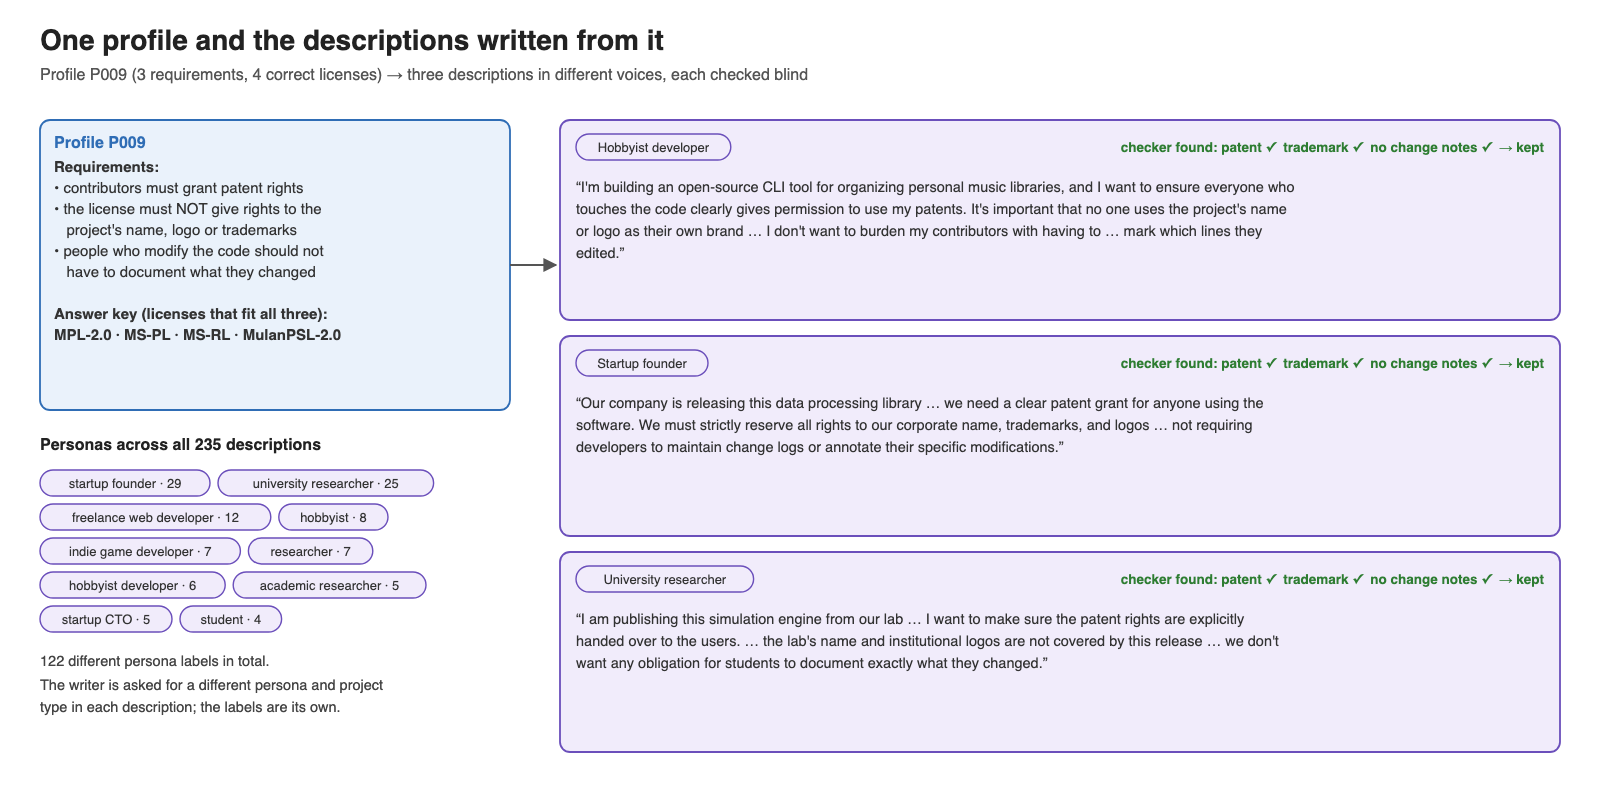 One profile and the descriptions written from it
Profile P009 (3 requirements, 4 correct licenses) → three descriptions in different voices, each checked blind
Profile P009
Requirements:
• contributors must grant patent rights
• the license must NOT give rights to the
project's name, logo or trademarks
• people who modify the code should not
have to document what they changed
Answer key (licenses that fit all three):
MPL-2.0 · MS-PL · MS-RL · MulanPSL-2.0
Personas across all 235 descriptions
startup founder · 29
university researcher · 25
freelance web developer · 12
hobbyist · 8
indie game developer · 7
researcher · 7
hobbyist developer · 6
academic researcher · 5
startup CTO · 5
student · 4
122 different persona labels in total.
The writer is asked for a different persona and project
type in each description; the labels are its own.
Hobbyist developer
checker found: patent ✓ trademark ✓ no change notes ✓ → kept
“I'm building an open-source CLI tool for organizing personal music libraries, and I want to ensure everyone who
touches the code clearly gives permission to use my patents. It's important that no one uses the project's name
or logo as their own brand … I don't want to burden my contributors with having to … mark which lines they
edited.”
Startup founder
checker found: patent ✓ trademark ✓ no change notes ✓ → kept
“Our company is releasing this data processing library … we need a clear patent grant for anyone using the
software. We must strictly reserve all rights to our corporate name, trademarks, and logos … not requiring
developers to maintain change logs or annotate their specific modifications.”
University researcher
checker found: patent ✓ trademark ✓ no change notes ✓ → kept
“I am publishing this simulation engine from our lab … I want to make sure the patent rights are explicitly
handed over to the users. … the lab's name and institutional logos are not covered by this release … we don't
want any obligation for students to document exactly what they changed.”